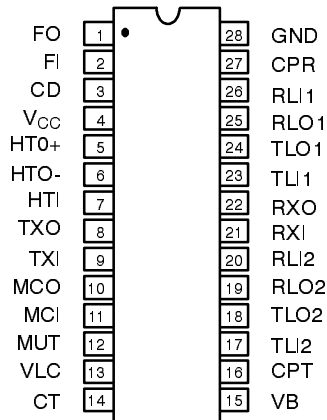 FO 1 28 GND
FI 2 27 CPR
CD 3 26 RLI1
VCC 4 25 RLO1
HT0+ 5 24 TLO1
HTO- 6 23 TLI1
HTI 7 22 RXO
TXO 8 21 RXI
TXI 9 20 RLI2
MCO 10 19 RLO2
MCI 11 18 TLO2
MUT 12 17 TLI2
VLC 13 16 CPT
CT 14 15 VB